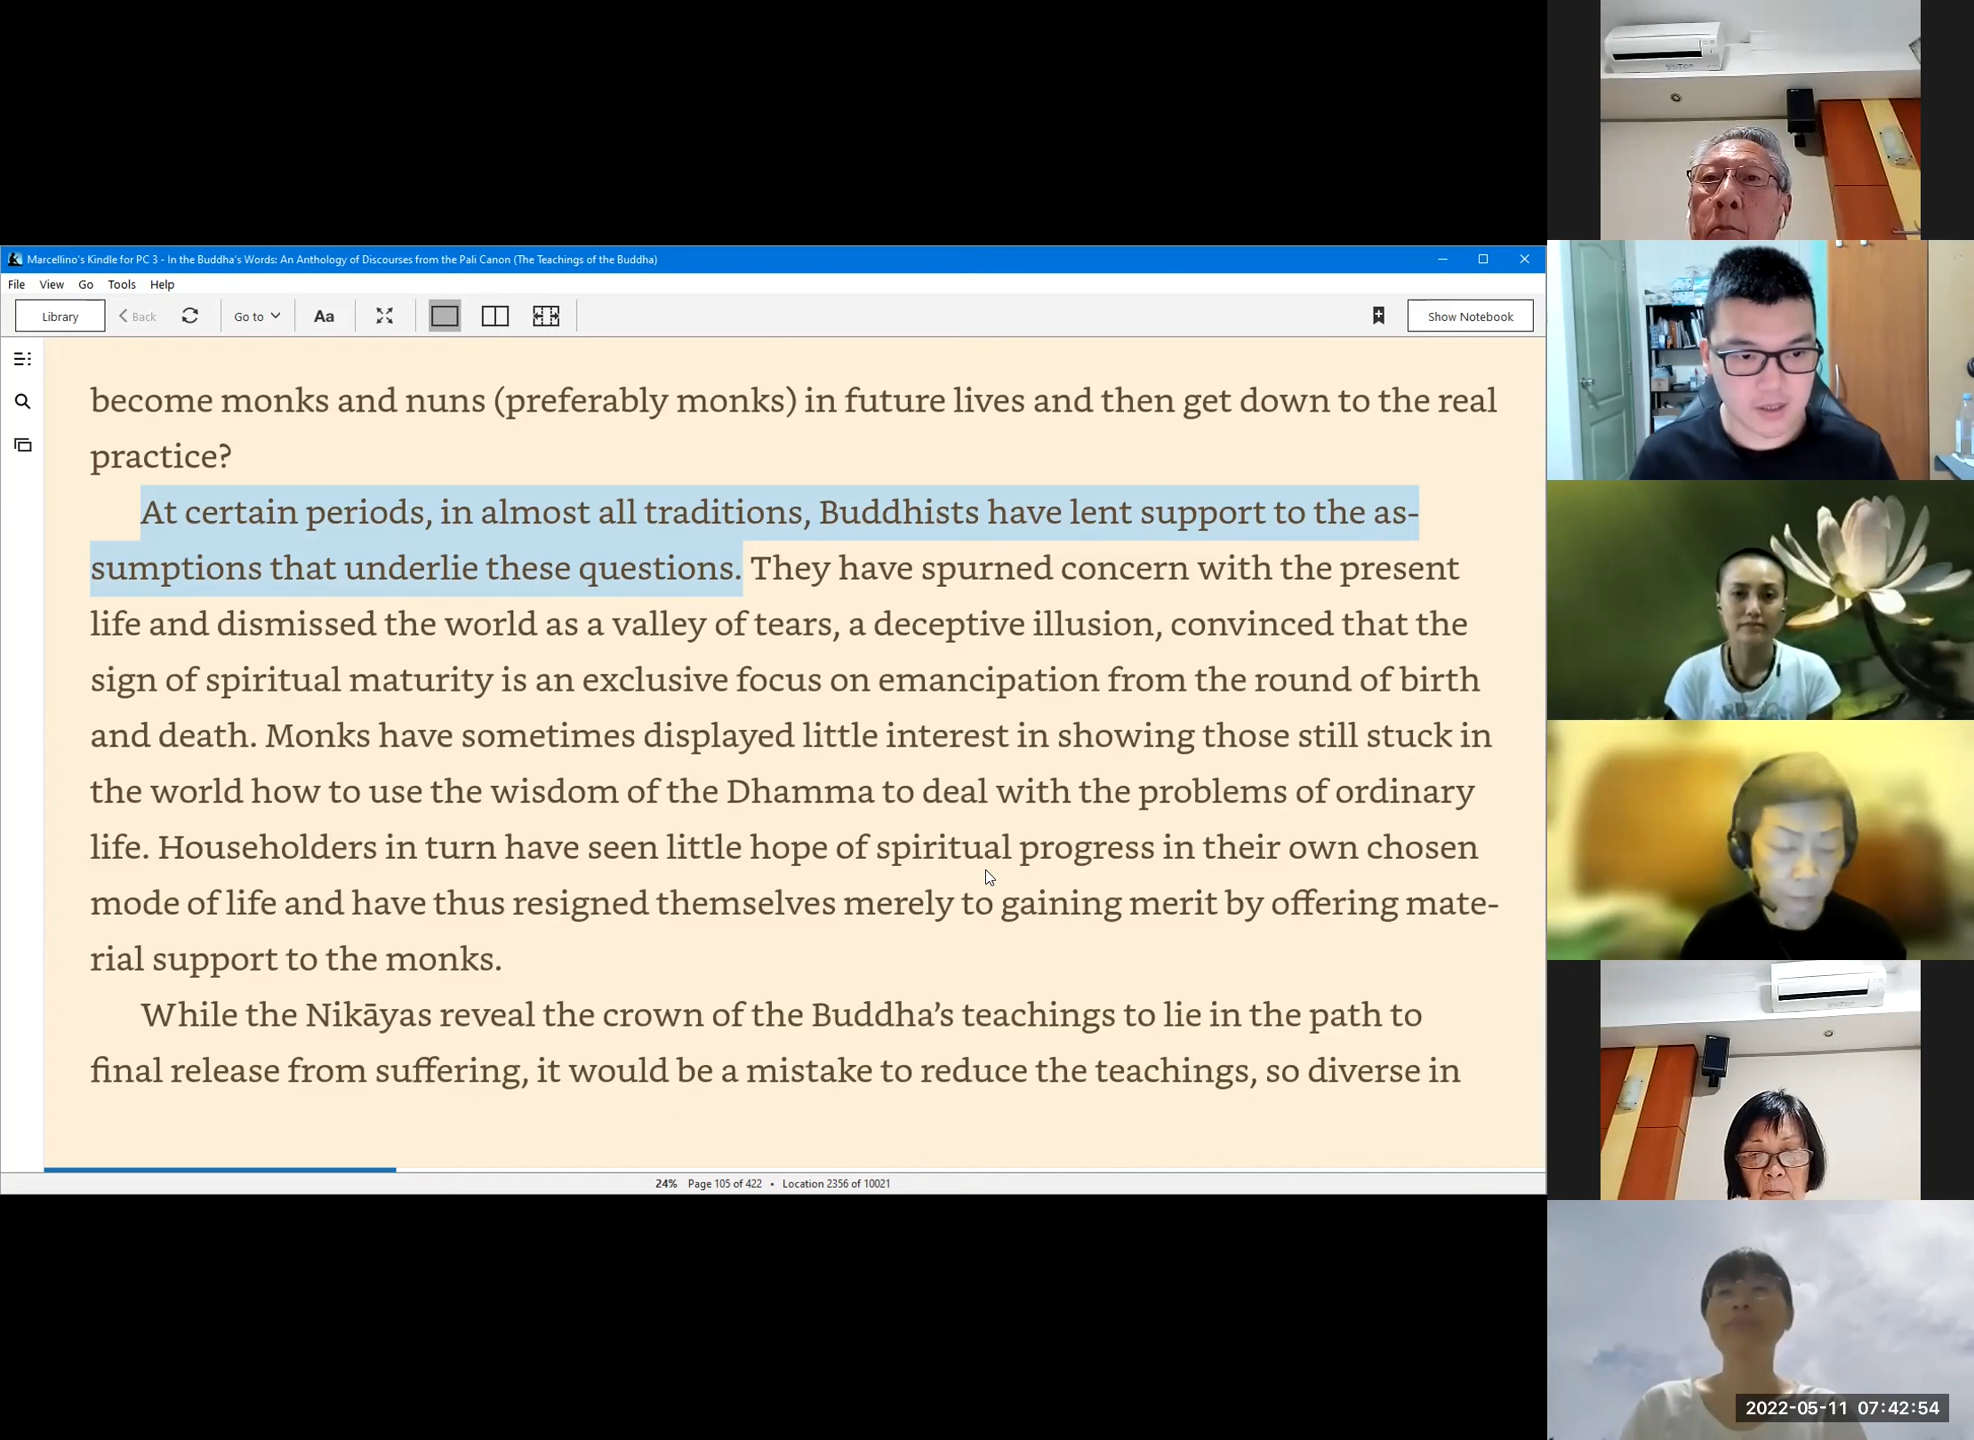 Marcellino's Kindle for PC 3 - In the Buddha's Words: An Anthology of Discourses from the Pali Canon (The Teachings of the Buddha)
File View Go Tools Help
Library Back Go to Aa Show Notebook
become monks and nuns (preferably monks) in future lives and then get down to the real
practice?
At certain periods, in almost all traditions, Buddhists have lent support to the as-
sumptions that underlie these questions. They have spurned concern with the present
life and dismissed the world as a valley of tears, a deceptive illusion, convinced that the
sign of spiritual maturity is an exclusive focus on emancipation from the round of birth
and death. Monks have sometimes displayed little interest in showing those still stuck in
the world how to use the wisdom of the Dhamma to deal with the problems of ordinary
life. Householders in turn have seen little hope of spiritual progress in their own chosen
mode of life and have thus resigned themselves merely to gaining merit by offering mate-
rial support to the monks.
While the Nikāyas reveal the crown of the Buddha’s teachings to lie in the path to
final release from suffering, it would be a mistake to reduce the teachings, so diverse in
24% Page 105 of 422 • Location 2356 of 10021
2022-05-11 07:42:54